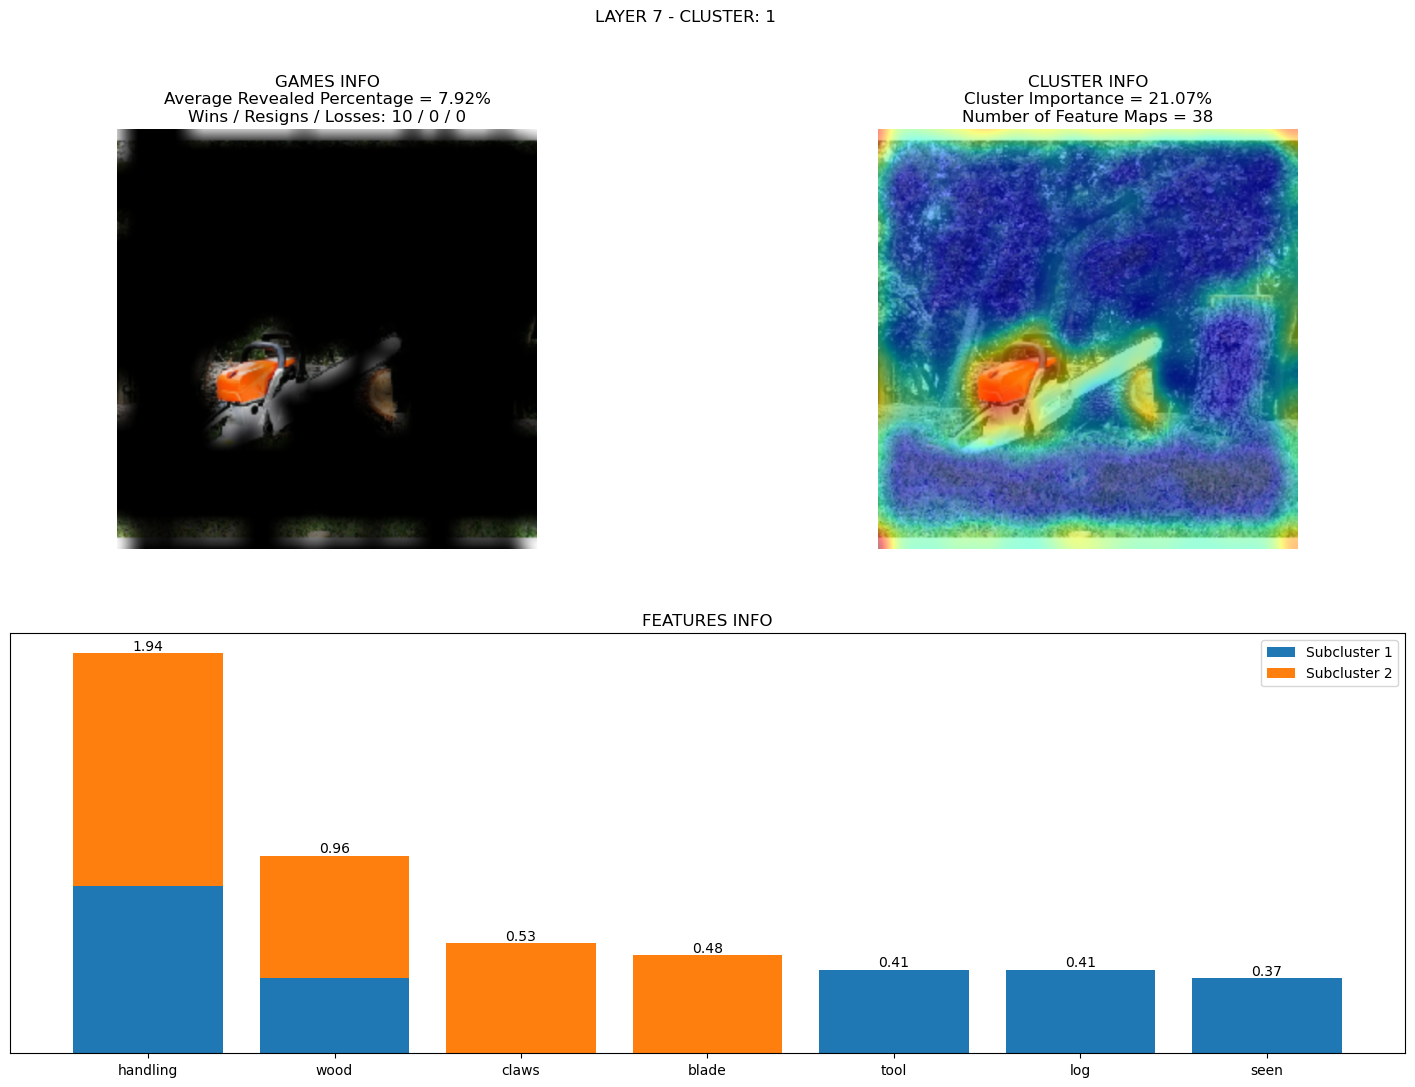 LAYER 7 - CLUSTER: 1
GAMES INFO
Average Revealed Percentage = 7.92%
Wins / Resigns / Losses: 10 / 0 / 0
CLUSTER INFO
Cluster Importance = 21.07%
Number of Feature Maps = 38
FEATURES INFO
Subcluster 1
Subcluster 2
1.94
0.96
0.53
0.48
0.41
0.41
0.37
handling
wood
claws
blade
tool
log
seen